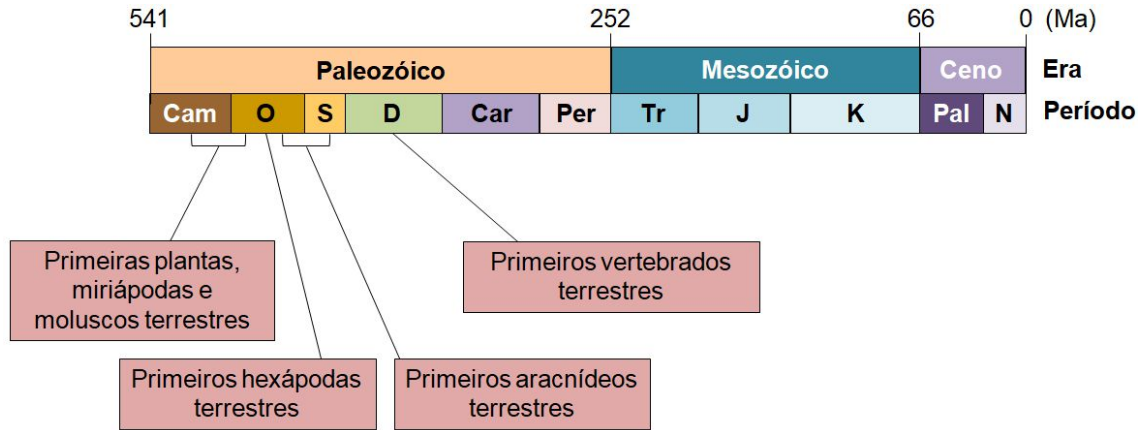 541 252 66 0 (Ma)
Paleozóico Mesozóico Ceno Era
Cam O S D Car Per Tr J K Pal N Período
Primeiras plantas,
miriápodas e
moluscos terrestres
Primeiros vertebrados
terrestres
Primeiros hexápodas
terrestres
Primeiros aracnídeos
terrestres